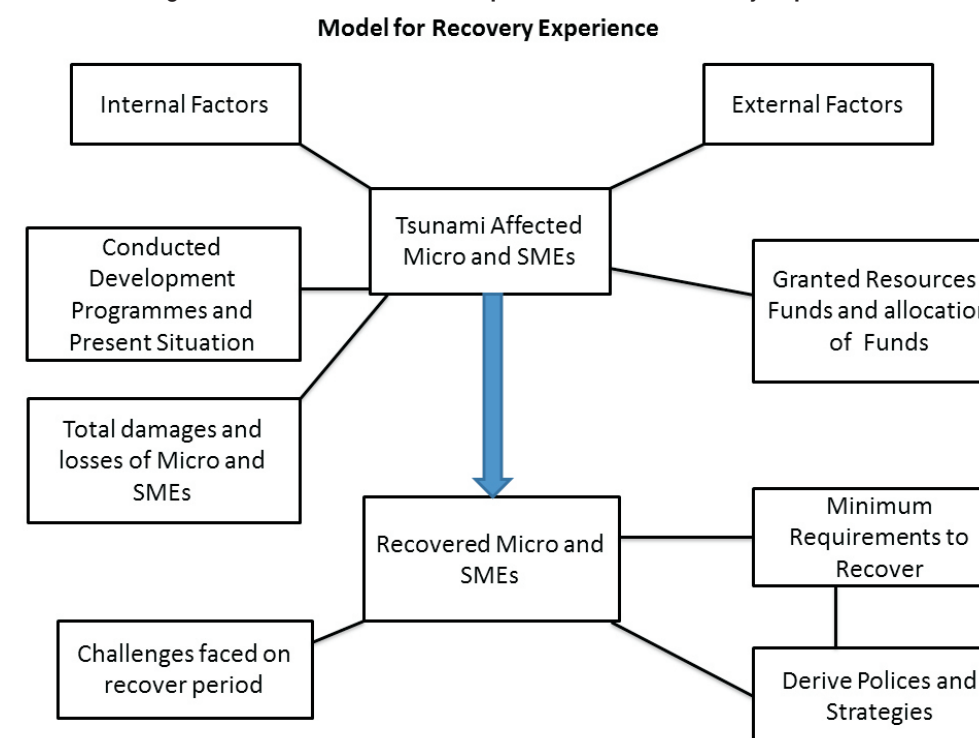 Model for Recovery Experience
Internal Factors
External Factors
Tsunami Affected
Micro and SMEs
Conducted
Development
Programmes and
Present Situation
Granted Resources
Funds and allocation
of Funds
Total damages and
losses of Micro and
SMEs
Recovered Micro and
SMEs
Minimum
Requirements to
Recover
Challenges faced on
recover period
Derive Polices and
Strategies